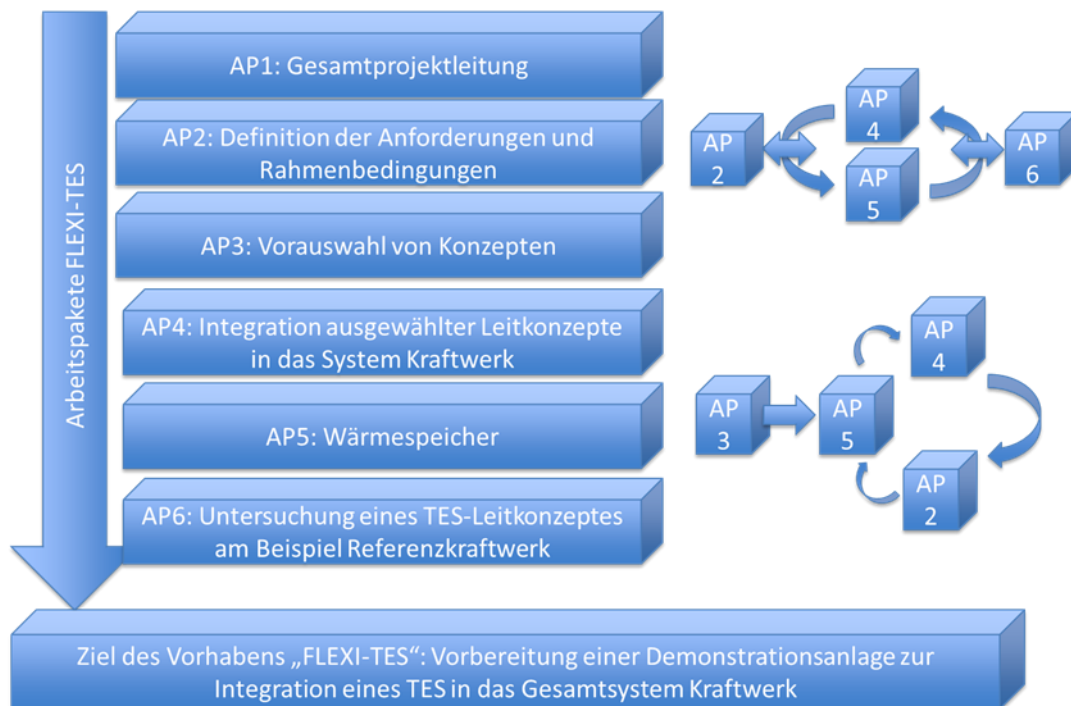 Arbeitspakete FLEXI-TES
AP1: Gesamtprojektleitung
AP2: Definition der Anforderungen und
Rahmenbedingungen
AP3: Vorauswahl von Konzepten
AP4: Integration ausgewählter Leitkonzepte
in das System Kraftwerk
AP5: Wärmespeicher
AP6: Untersuchung eines TES-Leitkonzeptes
am Beispiel Referenzkraftwerk
AP
2
AP
4
AP
5
AP
6
AP
3
AP
5
AP
4
AP
2
Ziel des Vorhabens „FLEXI-TES“: Vorbereitung einer Demonstrationsanlage zur
Integration eines TES in das Gesamtsystem Kraftwerk